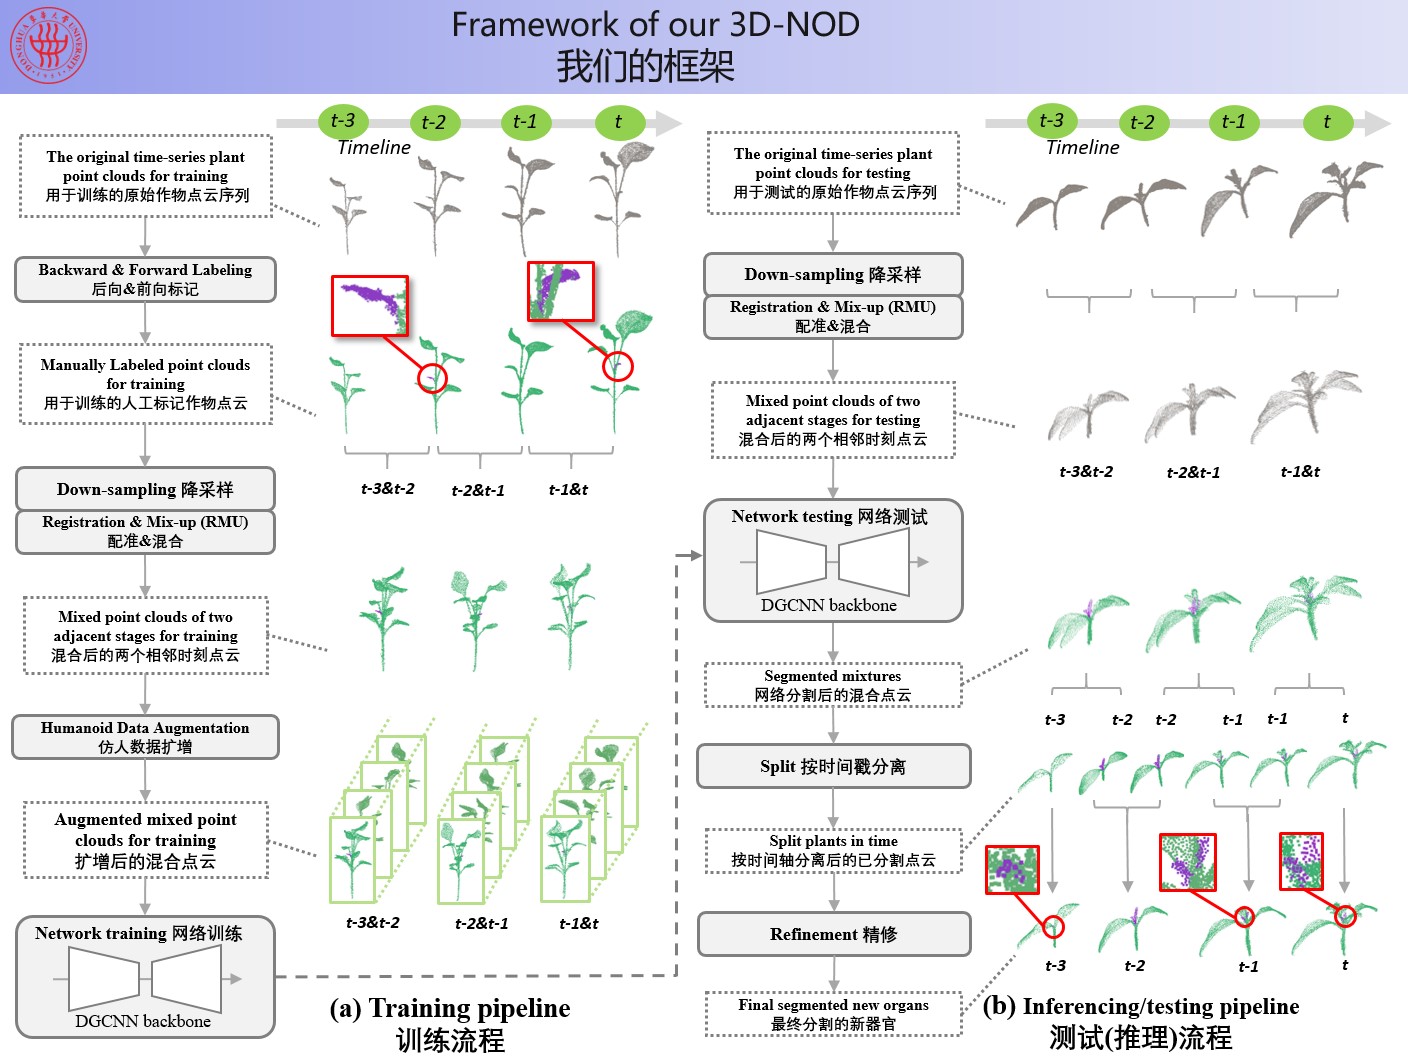 Framework of our 3D-NOD
我们的框架
t-3
t-2
t-1
t
Timeline
The original time-series plant
point clouds for training
用于训练的原始作物点云序列
Backward & Forward Labeling
后向&前向标记
Manually Labeled point clouds
for training
用于训练的人工标记作物点云
t-3&t-2
t-2&t-1
t-1&t
Down-sampling 降采样
Registration & Mix-up (RMU)
配准&混合
Mixed point clouds of two
adjacent stages for training
混合后的两个相邻时刻点云
Humanoid Data Augmentation
仿人数据扩增
Augmented mixed point
clouds for training
扩增后的混合点云
t-3&t-2
t-2&t-1
t-1&t
Network training 网络训练
DGCNN backbone
(a) Training pipeline
训练流程
t-3
t-2
t-1
t
Timeline
The original time-series plant
point clouds for testing
用于测试的原始作物点云序列
Down-sampling 降采样
Registration & Mix-up (RMU)
配准&混合
Mixed point clouds of two
adjacent stages for testing
混合后的两个相邻时刻点云
t-3&t-2
t-2&t-1
t-1&t
Network testing 网络测试
DGCNN backbone
Segmented mixtures
网络分割后的混合点云
t-3
t-2
t-2
t-1
t-1
t
Split 按时间戳分离
Split plants in time
按时间轴分离后的已分割点云
Refinement 精修
t-3
t-2
t-1
t
Final segmented new organs
最终分割的新器官
(b) Inferencing/testing pipeline
测试(推理)流程